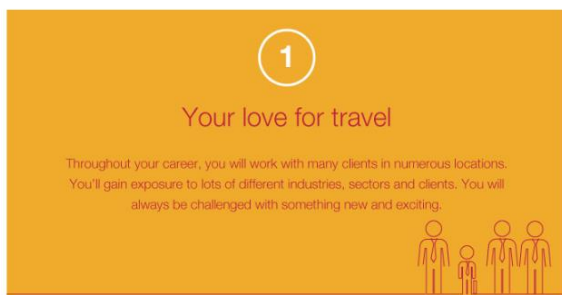 1
Your love for travel
Throughout your career, you will work with many clients in numerous locations.
You'll gain exposure to lots of different industries, sectors and clients. You will
always be challenged with something new and exciting.